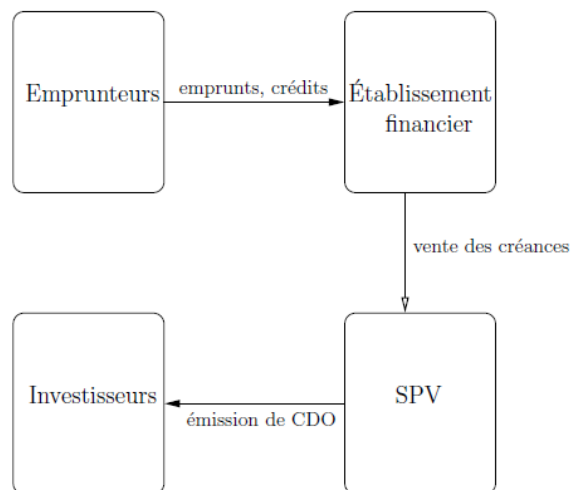 Emprunteurs
emprunts, crédits
Établissement
financier
vente des créances
Investisseurs
émission de CDO
SPV